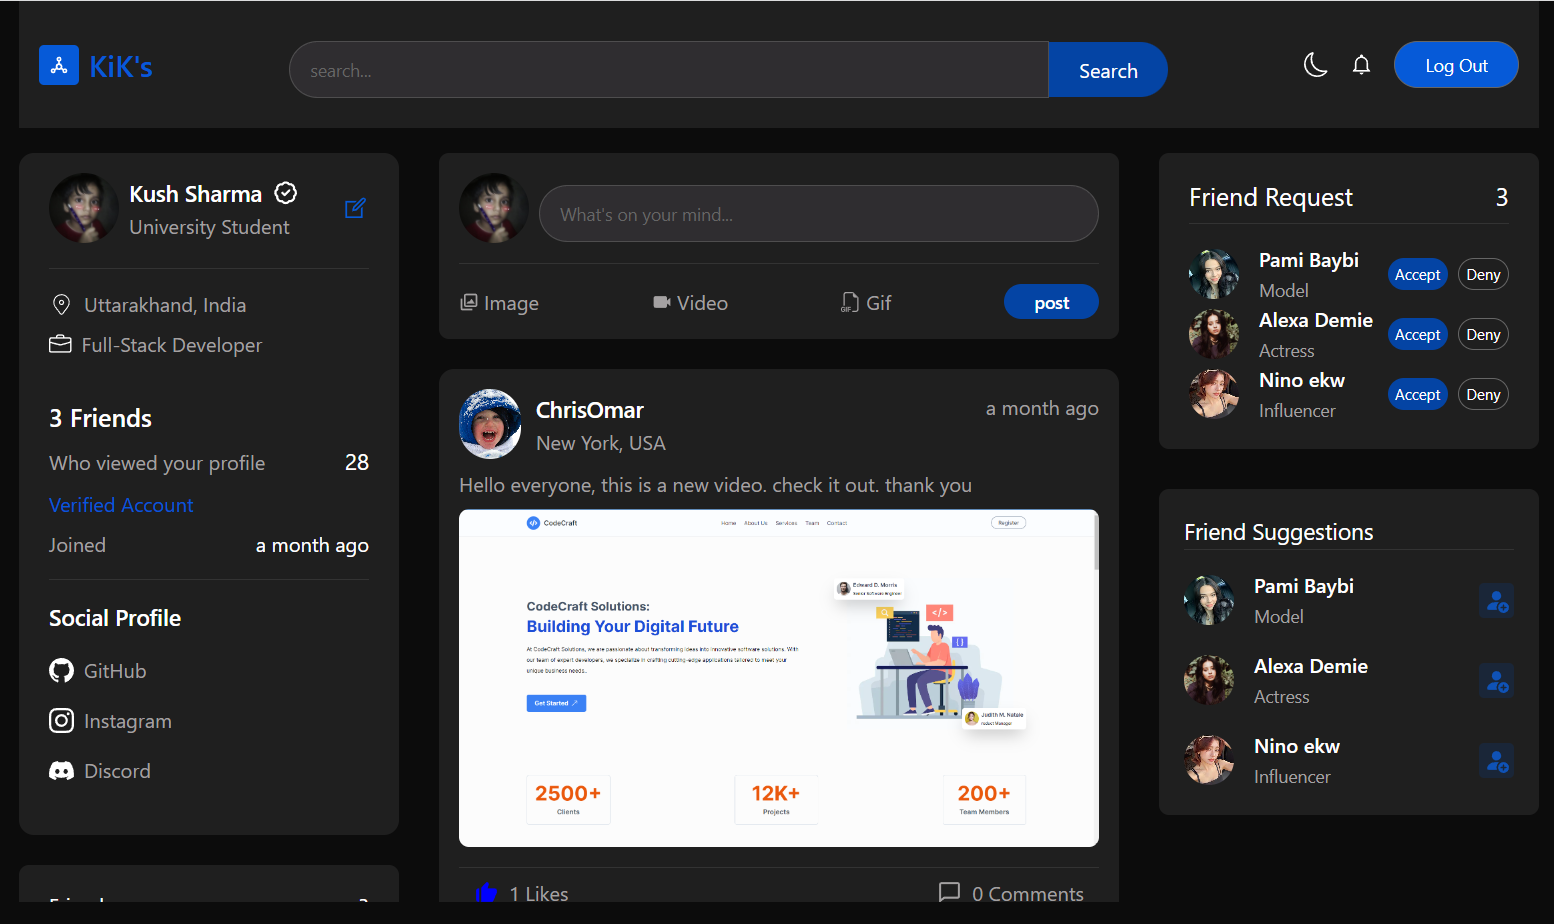 KiK's
search...
Search
Log Out
Kush Sharma
University Student
Uttarakhand, India
Full-Stack Developer
3 Friends
Who viewed your profile 28
Verified Account
Joined a month ago
Social Profile
GitHub
Instagram
Discord
What's on your mind...
Image Video GIF Gif post
ChrisOmar a month ago
New York, USA
Hello everyone, this is a new video. check it out. thank you
CodeCraft Home About Us Services Team Contact Register
Edward D. Morris
Senior Software Engineer
CodeCraft Solutions:
Building Your Digital Future
At CodeCraft Solutions, we are passionate about transforming ideas into innovative software solutions. With
our team of expert developers, we specialize in crafting cutting-edge applications tailored to meet your
unique business needs.
Get Started
Judith M. Natale
Product Manager
2500+ 12K+ 200+
Clients Projects Team Members
1 Likes 0 Comments
Friend Request 3
Pami Baybi
Model
Accept Deny
Alexa Demie
Actress
Accept Deny
Nino ekw
Influencer
Accept Deny
Friend Suggestions
Pami Baybi
Model
Alexa Demie
Actress
Nino ekw
Influencer